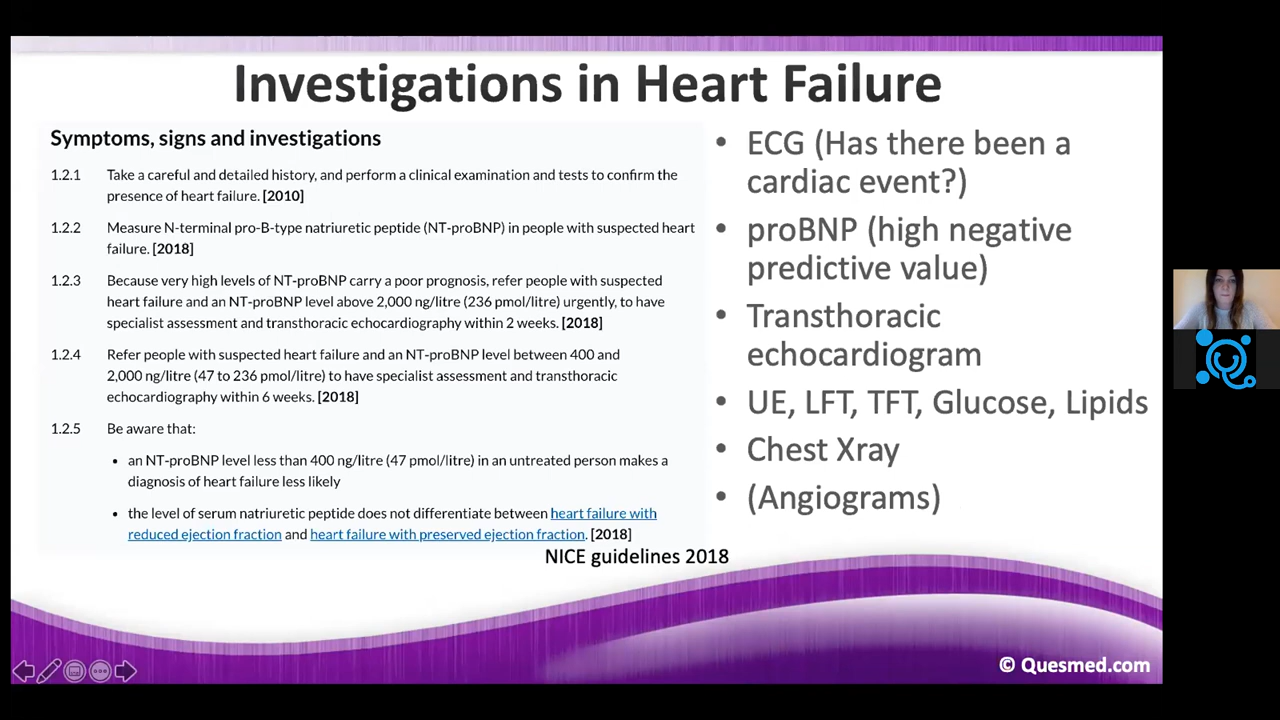 Investigations in Heart Failure
Symptoms, signs and investigations
1.2.1 Take a careful and detailed history, and perform a clinical examination and tests to confirm the
presence of heart failure. [2010]
1.2.2 Measure N-terminal pro-B-type natriuretic peptide (NT-proBNP) in people with suspected heart
failure. [2018]
1.2.3 Because very high levels of NT-proBNP carry a poor prognosis, refer people with suspected
heart failure and an NT-proBNP level above 2,000 ng/litre (236 pmol/litre) urgently, to have
specialist assessment and transthoracic echocardiography within 2 weeks. [2018]
1.2.4 Refer people with suspected heart failure and an NT-proBNP level between 400 and
2,000 ng/litre (47 to 236 pmol/litre) to have specialist assessment and transthoracic
echocardiography within 6 weeks. [2018]
1.2.5 Be aware that:
• an NT-proBNP level less than 400 ng/litre (47 pmol/litre) in an untreated person makes a
diagnosis of heart failure less likely
• the level of serum natriuretic peptide does not differentiate between heart failure with
reduced ejection fraction and heart failure with preserved ejection fraction. [2018]
NICE guidelines 2018
• ECG (Has there been a
cardiac event?)
• proBNP (high negative
predictive value)
• Transthoracic
echocardiogram
• UE, LFT, TFT, Glucose, Lipids
• Chest Xray
• (Angiograms)
© Quesmed.com